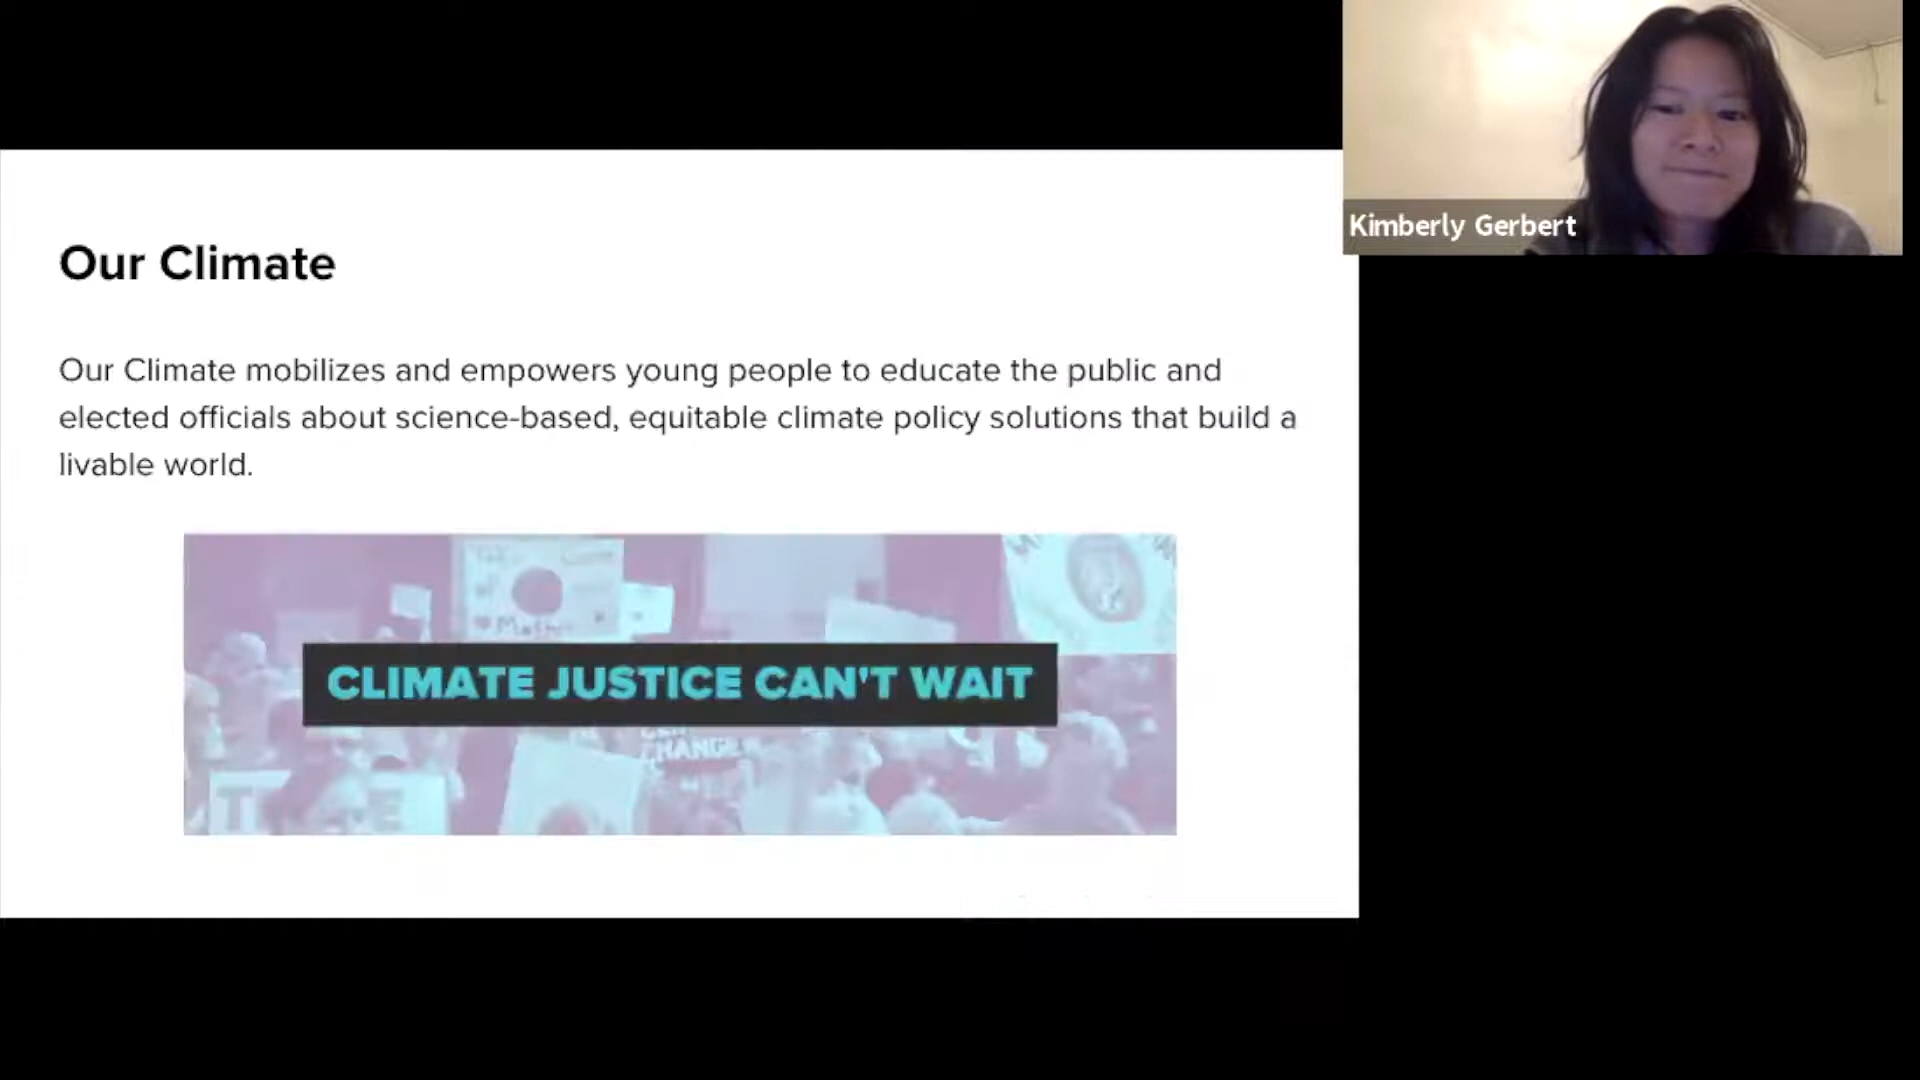 Kimberly Gerbert
Our Climate
Our Climate mobilizes and empowers young people to educate the public and
elected officials about science-based, equitable climate policy solutions that build a
livable world.
CLIMATE JUSTICE CAN'T WAIT
CHANGE